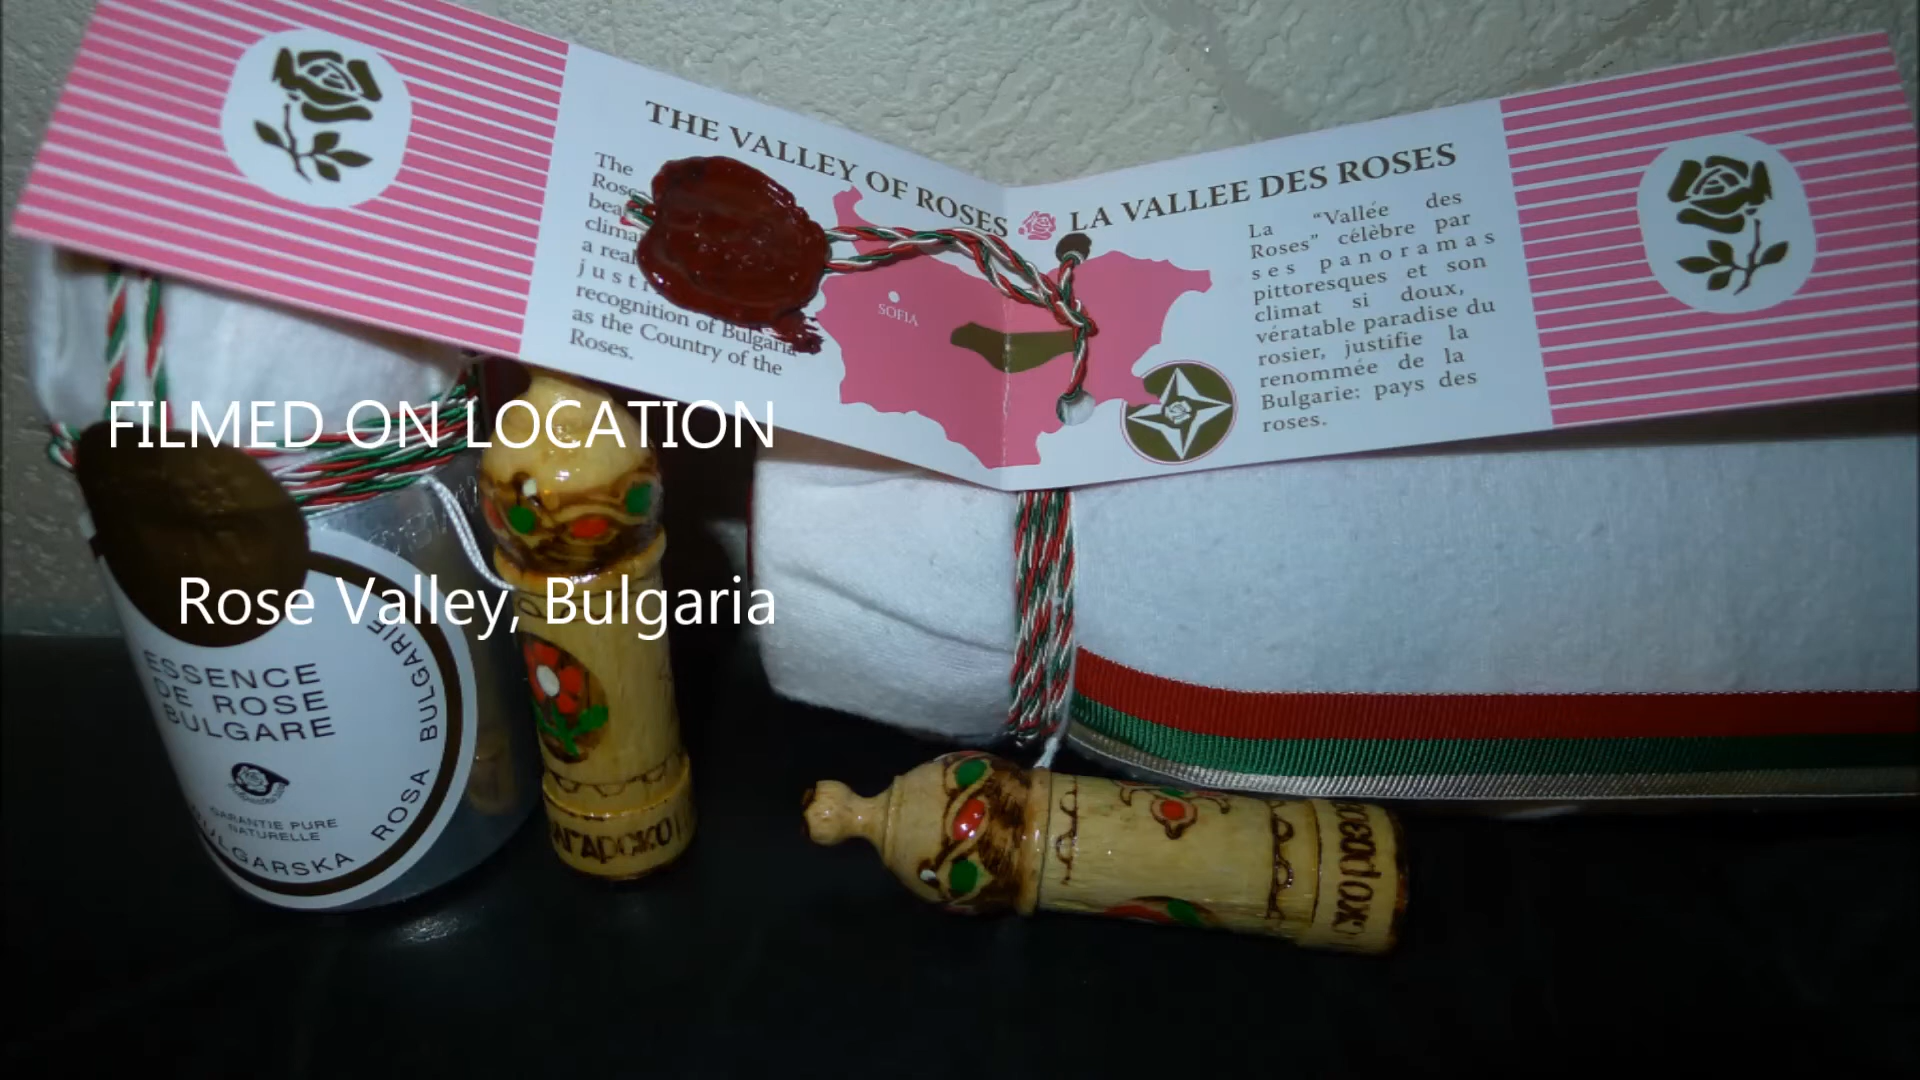 THE VALLEY OF ROSES
The
Rose
bea
clima
a real
just
recognition of Bulgaria
as the Country of the
Roses.
SOFIA
LA VALLEE DES ROSES
La "Vallée des
Roses" célèbre par
ses panoramas
pittoresques et son
climat si doux,
vératable paradise du
rosier, justifie la
renommée de la
Bulgarie: pays des
roses.
FILMED ON LOCATION
Rose Valley, Bulgaria
ESSENCE
DE ROSE
BULGARE
GARANTIE PURE
NATURELLE
ROSA BULGARIE